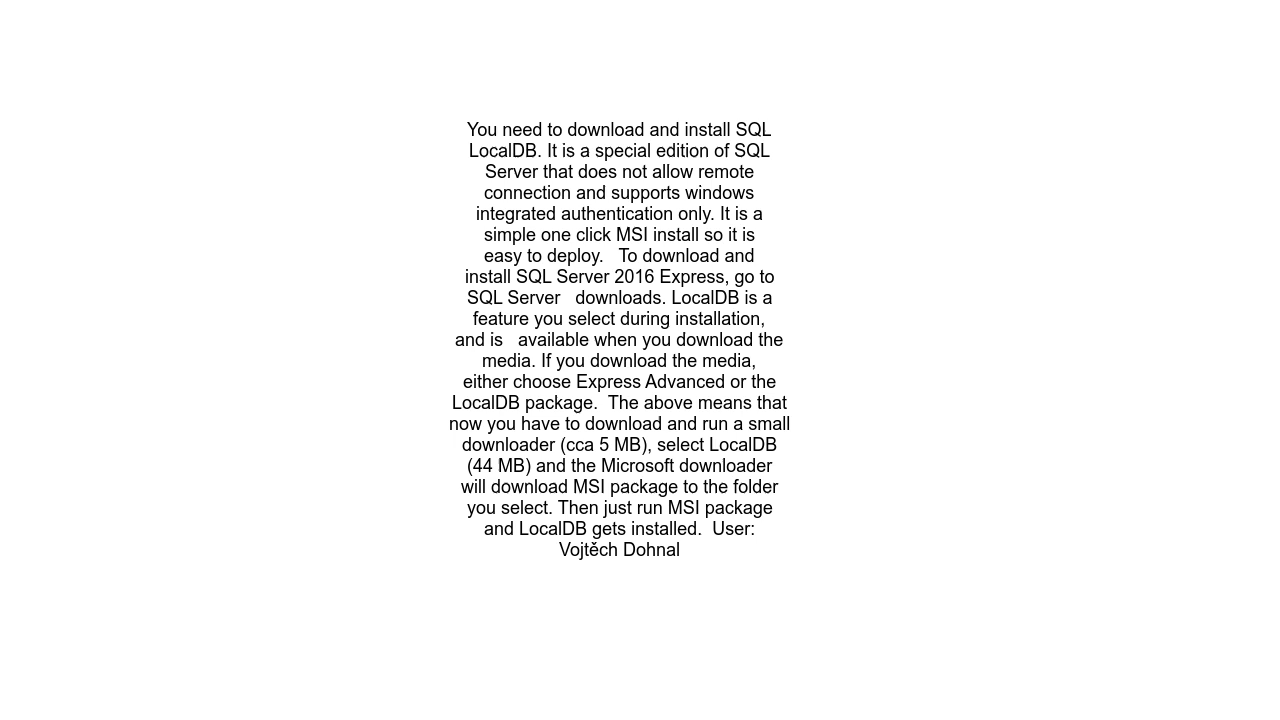 You need to download and install SQL
LocalDB. It is a special edition of SQL
Server that does not allow remote
connection and supports windows
integrated authentication only. It is a
simple one click MSI install so it is
easy to deploy.   To download and
install SQL Server 2016 Express, go to
SQL Server   downloads. LocalDB is a
feature you select during installation,
and is   available when you download the
media. If you download the media,
either choose Express Advanced or the
LocalDB package.  The above means that
now you have to download and run a small
downloader (cca 5 MB), select LocalDB
(44 MB) and the Microsoft downloader
will download MSI package to the folder
you select. Then just run MSI package
and LocalDB gets installed.  User:
Vojtěch Dohnal